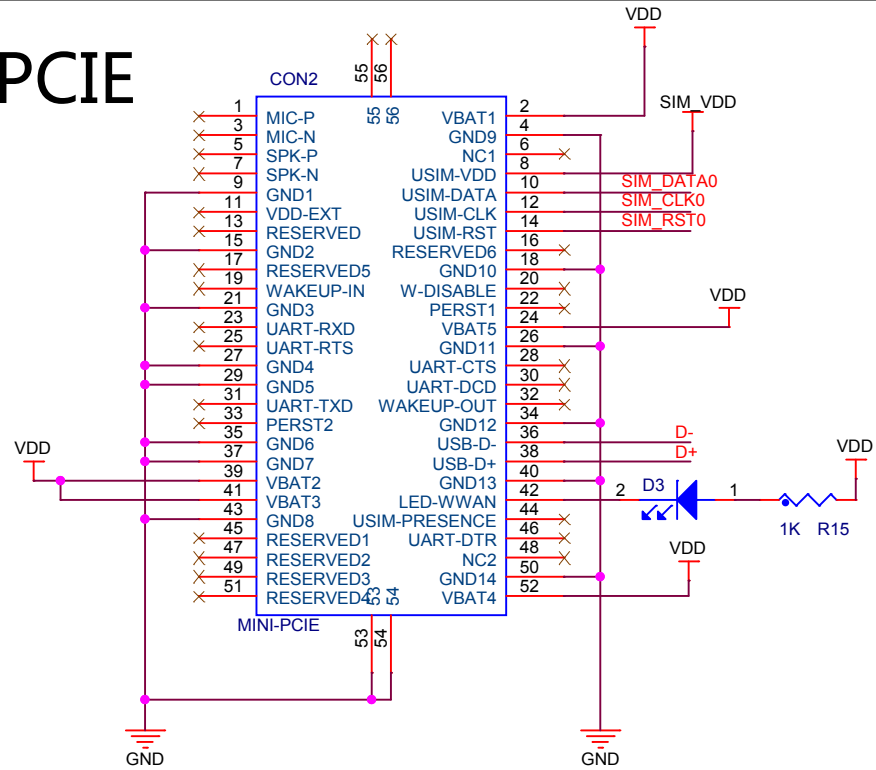 PCIE
CON2
VDD
SIM_VDD
55
56
55
56
1 MIC-P VBAT1 2
3 MIC-N GND9 4
5 SPK-P NC1 6
7 SPK-N USIM-VDD 8
9 GND1 USIM-DATA 10 SIM_DATA0
11 VDD-EXT USIM-CLK 12 SIM_CLK0
13 RESERVED USIM-RST 14 SIM_RST0
15 GND2 RESERVED6 16
17 RESERVED5 GND10 18
19 WAKEUP-IN W-DISABLE 20
21 GND3 PERST1 22
23 UART-RXD VBAT5 24 VDD
25 UART-RTS GND11 26
27 GND4 UART-CTS 28
29 GND5 UART-DCD 30
31 UART-TXD WAKEUP-OUT 32
33 PERST2 GND12 34
35 GND6 USB-D- 36 D-
37 GND7 USB-D+ 38 D+
VDD
39 VBAT2 GND13 40
41 VBAT3 LED-WWAN 42 2 D3 1 1K R15 VDD
43 GND8 USIM-PRESENCE 44
45 RESERVED1 UART-DTR 46
47 RESERVED2 NC2 48
49 RESERVED3 GND14 50
51 RESERVED4 VBAT4 52 VDD
53
54
MINI-PCIE
53
54
GND
GND